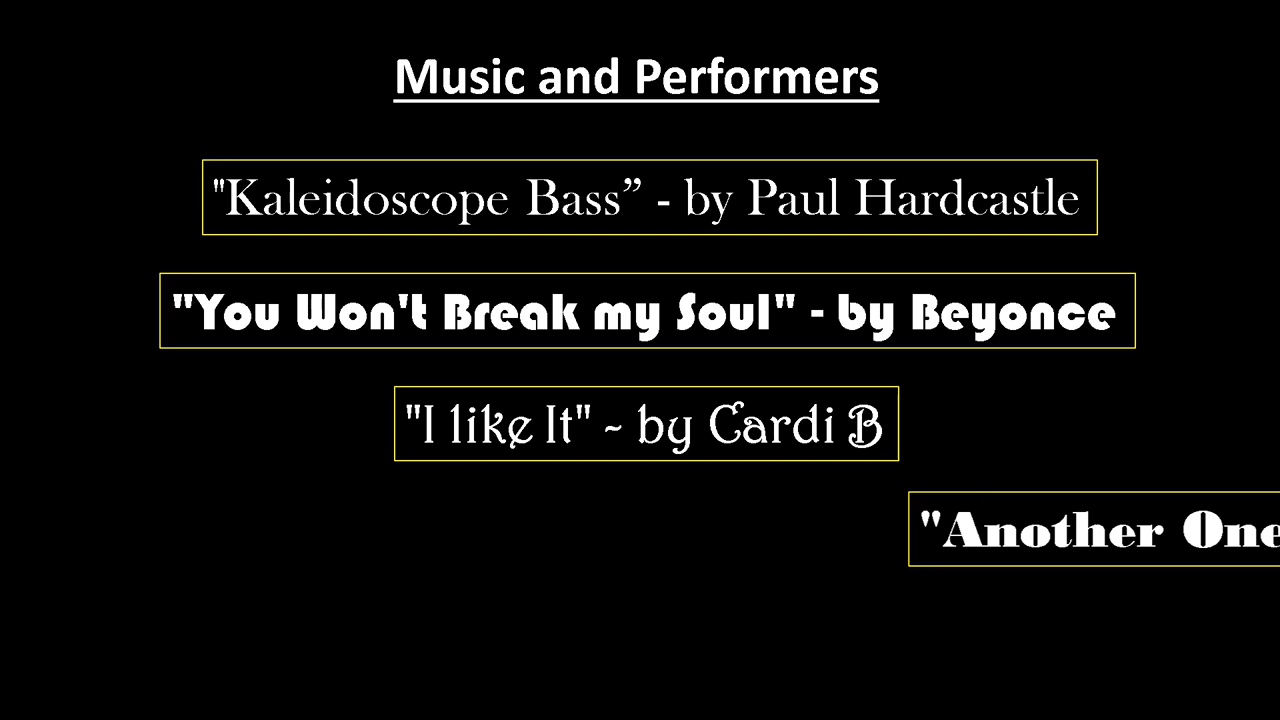 Music and Performers
"Kaleidoscope Bass” - by Paul Hardcastle
"You Won't Break my Soul" - by Beyonce
"I like It" - by Cardi B
"Another One